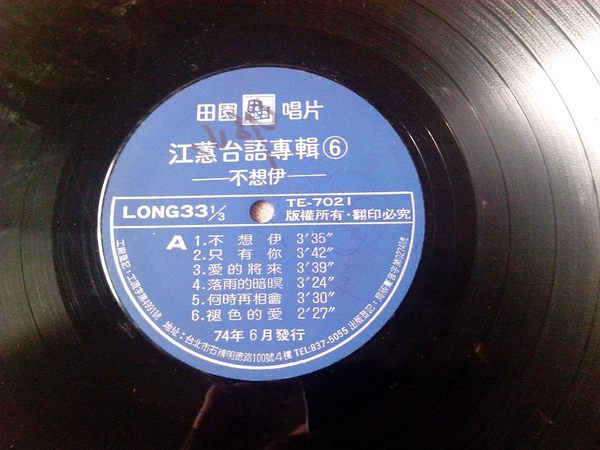 田園 唱片
江蕙台語專輯⑥
不想伊
LONG33 1/3
TE-7021
版權所有·翻印必究
A
1.不想伊 3'35"
2.只有你 3'42"
3.愛的將來 3'39"
4.落雨的暗暝 3'24"
5.何時再相會 3'30"
6.褪色的愛 2'27"
74年6月發行
地址:台北市石牌明德路100號4樓 TEL:837-5055